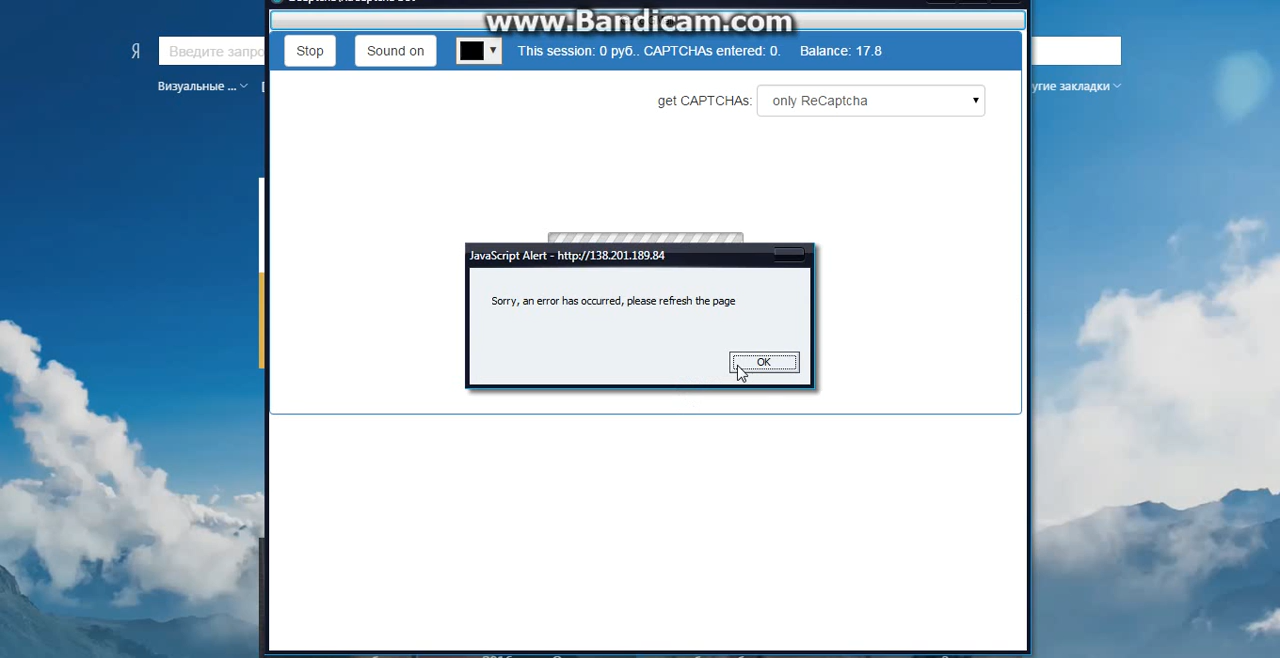 www.Bandicam.com
Я
Введите запро
Stop
Sound on
This session: 0 руб.. CAPTCHAs entered: 0.
Balance: 17.8
Визуальные ...
угие закладки
get CAPTCHAs:
only ReCaptcha
JavaScript Alert - http://138.201.189.84
Sorry, an error has occurred, please refresh the page
OK